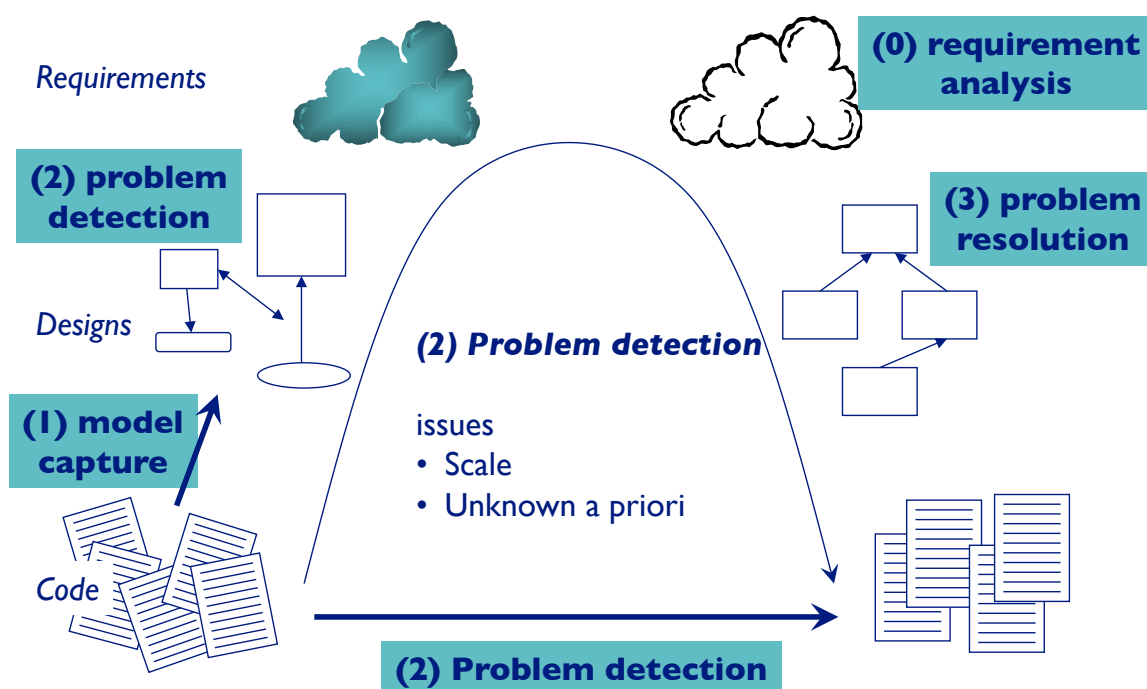 (0) requirement
analysis
Requirements
(2) problem
detection
(3) problem
resolution
Designs
(2) Problem detection
issues
• Scale
• Unknown a priori
(1) model
capture
Code
(2) Problem detection